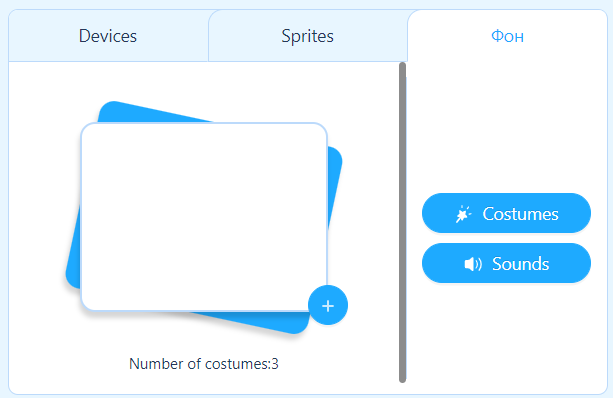 Devices
Sprites
Фон
Costumes
Sounds
+
Number of costumes:3